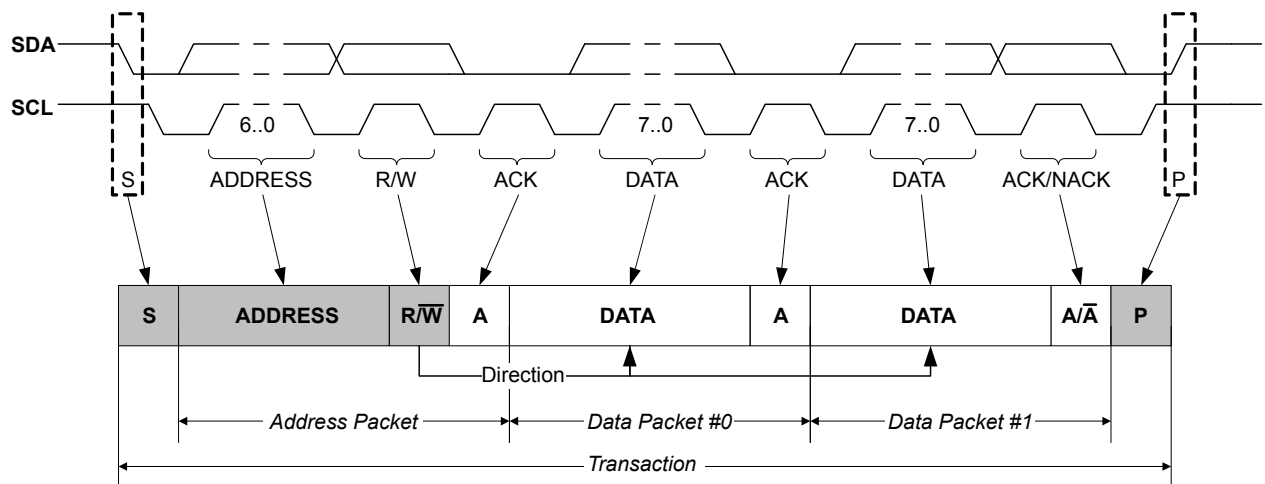 SDA
SCL
6..0 7..0 7..0
S ADDRESS R/W ACK DATA ACK DATA ACK/NACK P
S ADDRESS R/W̅ A DATA A DATA A/A̅ P
Direction
Address Packet Data Packet #0 Data Packet #1
Transaction